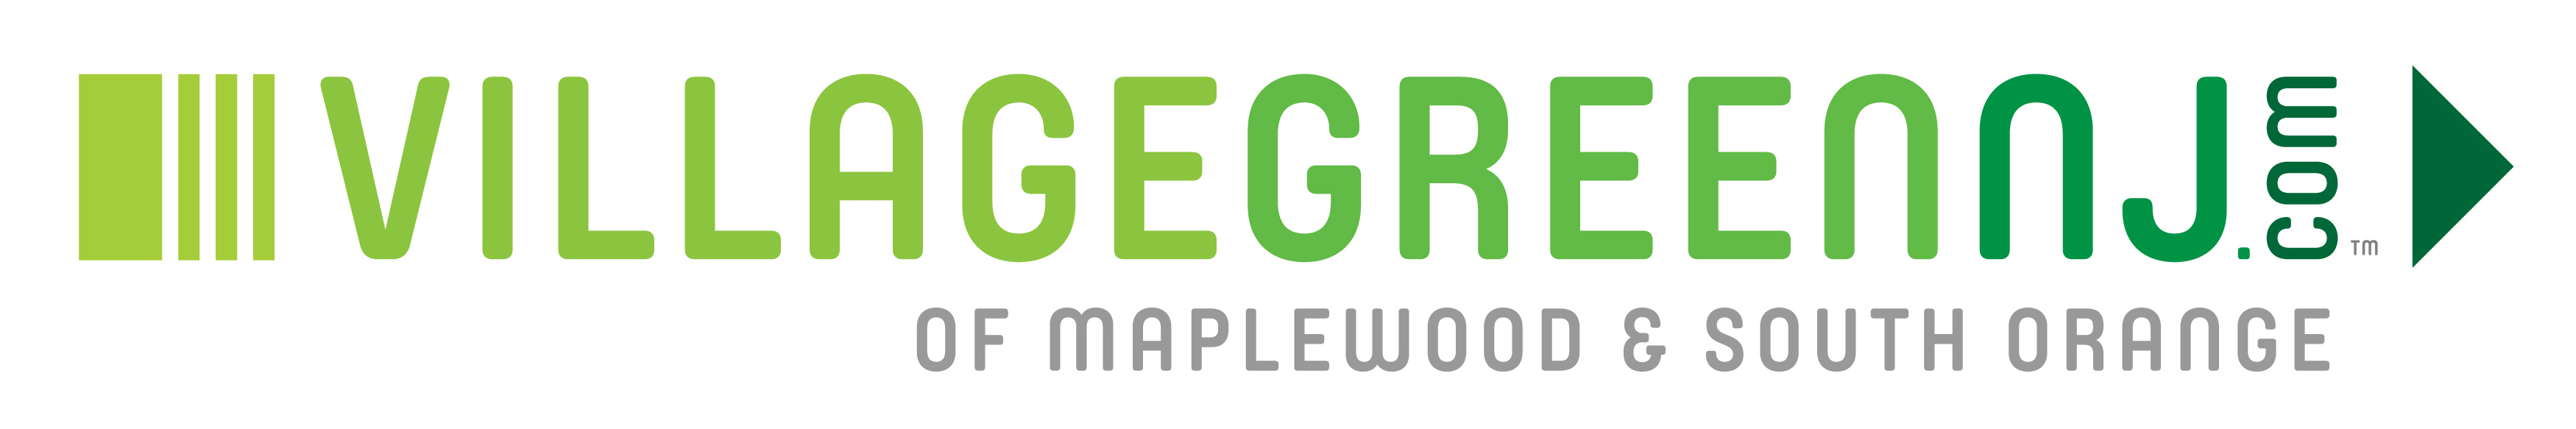 VILLAGEGREENNJ.com™
OF MAPLEWOOD & SOUTH ORANGE